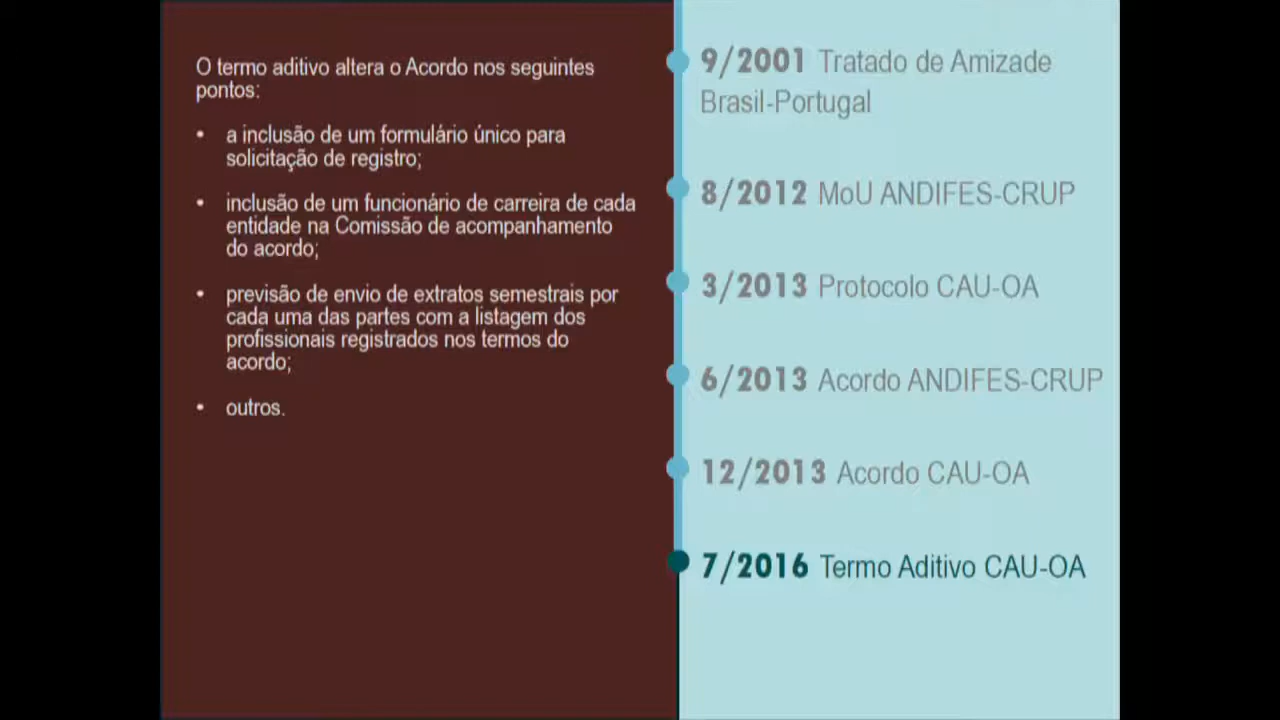 O termo aditivo altera o Acordo nos seguintes
pontos:
• a inclusão de um formulário único para
solicitação de registro;
• inclusão de um funcionário de carreira de cada
entidade na Comissão de acompanhamento
do acordo;
• previsão de envio de extratos semestrais por
cada uma das partes com a listagem dos
profissionais registrados nos termos do
acordo;
• outros.
9/2001 Tratado de Amizade
Brasil-Portugal
8/2012 MoU ANDIFES-CRUP
3/2013 Protocolo CAU-OA
6/2013 Acordo ANDIFES-CRUP
12/2013 Acordo CAU-OA
7/2016 Termo Aditivo CAU-OA